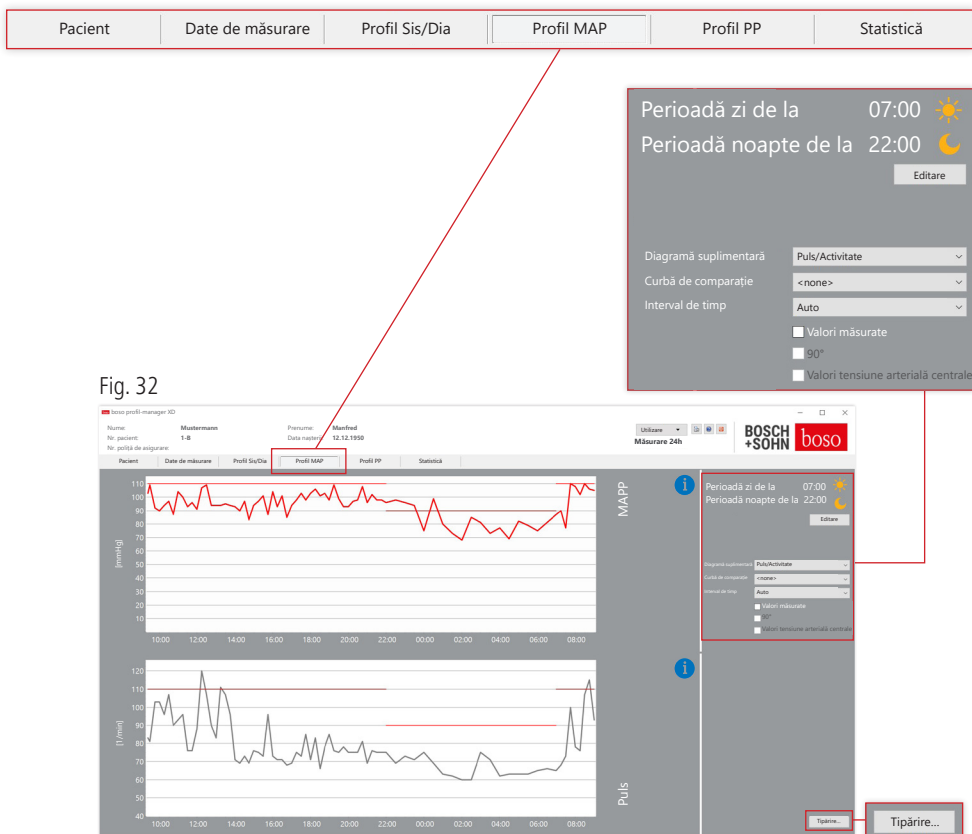 Pacient Date de măsurare Profil Sis/Dia Profil MAP Profil PP Statistică
Perioadă zi de la 07:00
Perioadă noapte de la 22:00
Editare
Diagramă suplimentară Puls/Activitate
Curbă de comparație <none>
Interval de timp Auto
Valori măsurate
90°
Valori tensiune arterială centrale
Fig. 32
boso boso profil-manager XD
Nume: Mustermann Prenume: Manfred
Nr. pacient: 1-8 Data nașterii: 12.12.1950
Nr. poliță de asigurare:
Utilizare
Măsurare 24h
BOSCH
+SOHN
boso
Pacient Date de măsurare Profil Sis/Dia Profil MAP Profil PP Statistică
110
100
90
80
70
60
50
40
30
20
10
[mmHg]
10:00 12:00 14:00 16:00 18:00 20:00 22:00 00:00 02:00 04:00 06:00 08:00
MAPP
i
Perioadă zi de la 07:00
Perioadă noapte de la 22:00
Editare
Diagramă suplimentară Puls/Activitate
Curbă de comparație <none>
Interval de timp Auto
Valori măsurate
90°
Valori tensiune arterială centrale
120
110
100
90
80
70
60
50
40
[1/min]
10:00 12:00 14:00 16:00 18:00 20:00 22:00 00:00 02:00 04:00 06:00 08:00
Puls
i
Tipărire...
Tipărire...